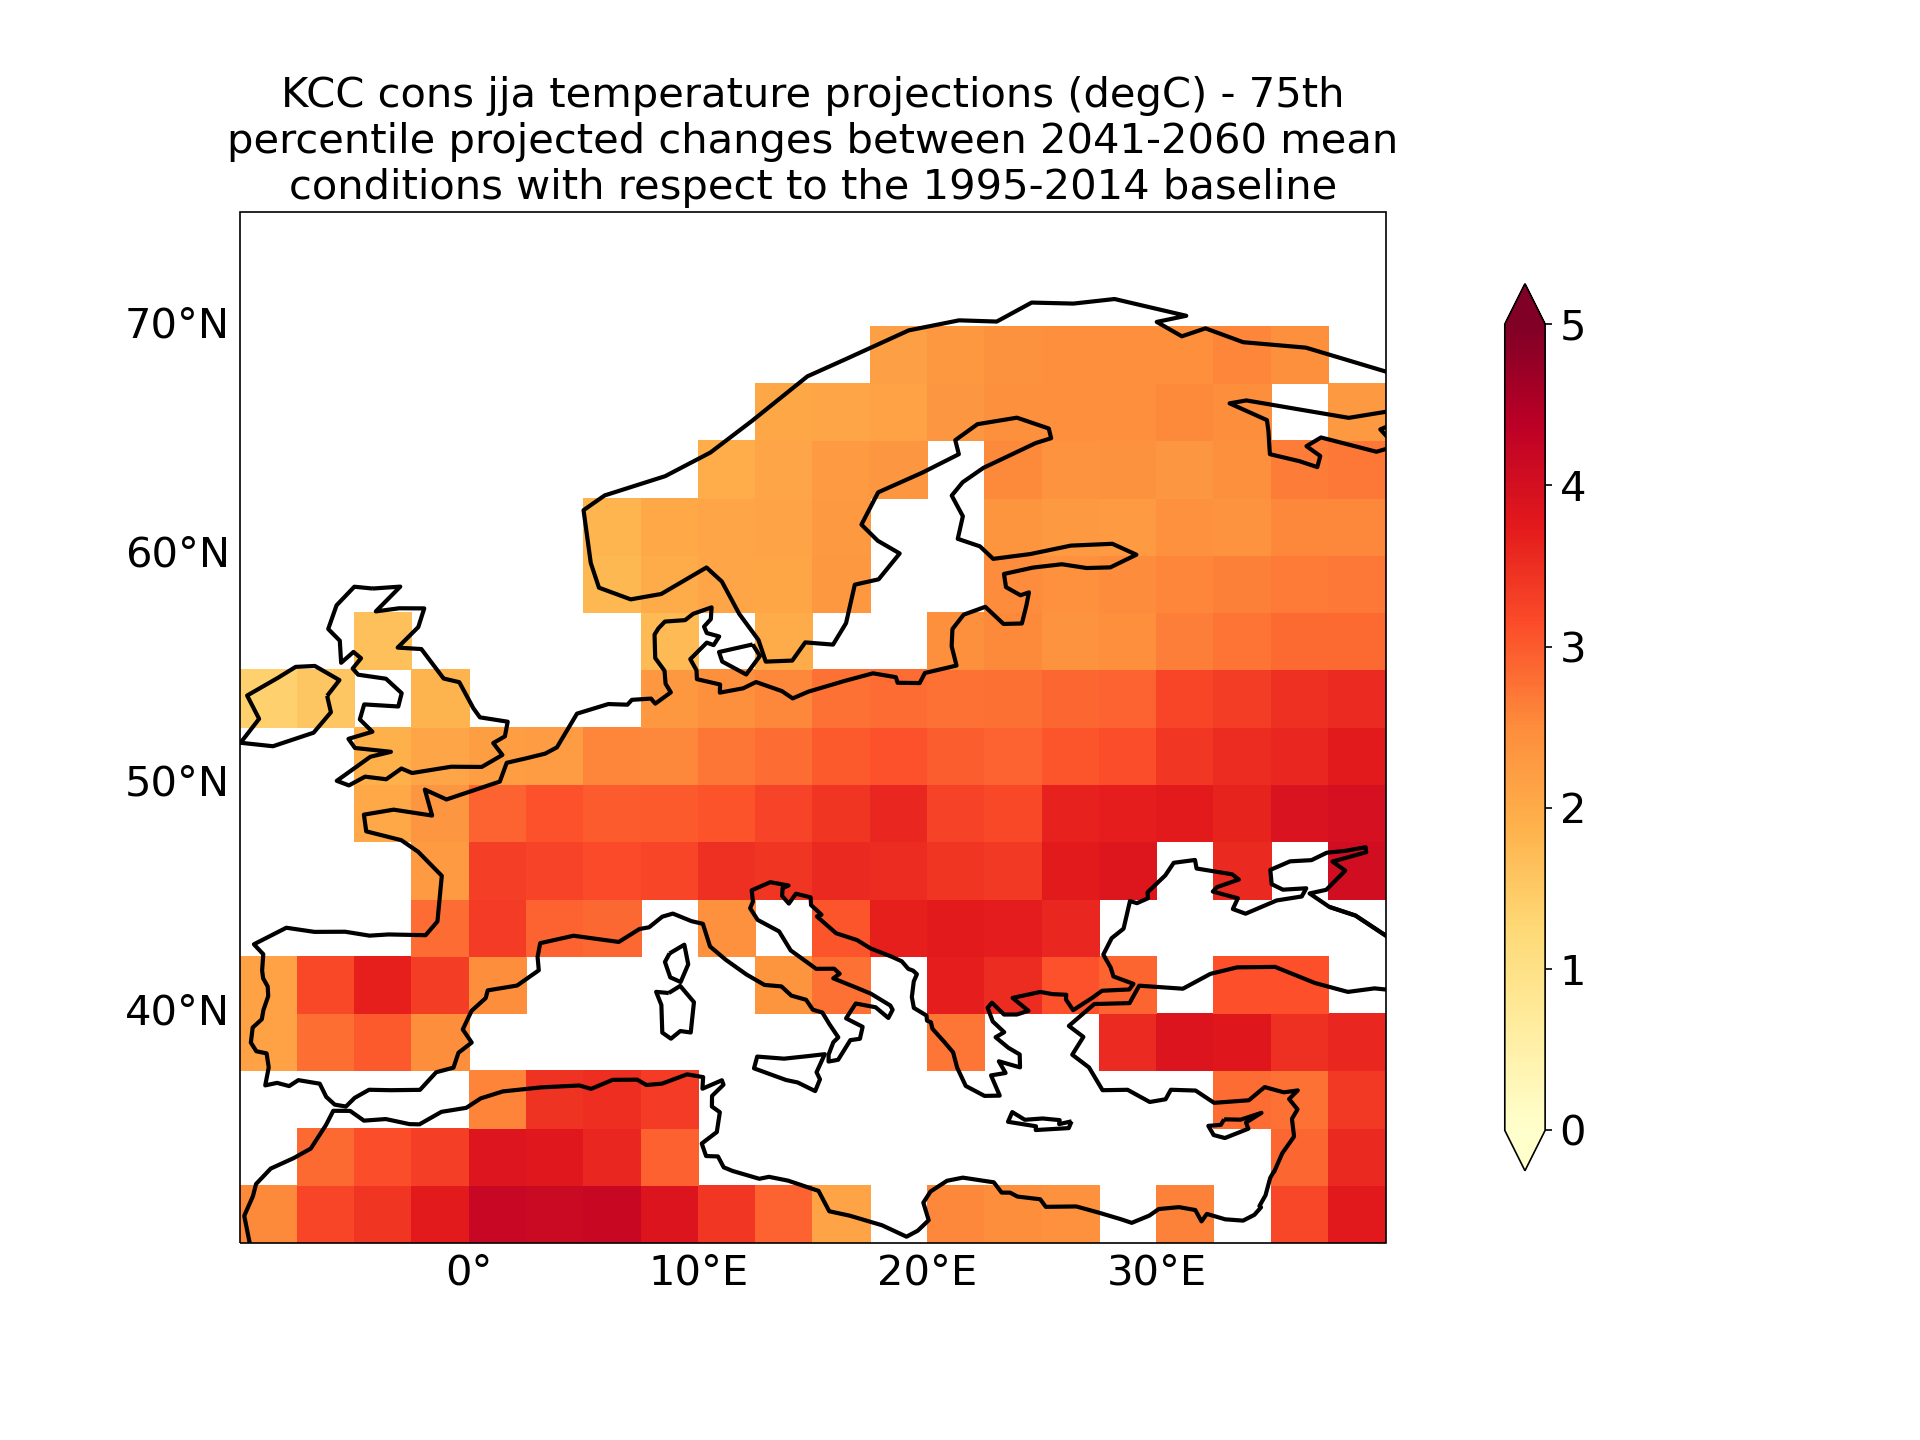 KCC cons jja temperature projections (degC) - 75th
percentile projected changes between 2041-2060 mean
conditions with respect to the 1995-2014 baseline
70°N
60°N
50°N
40°N
0°
10°E
20°E
30°E
5
4
3
2
1
0